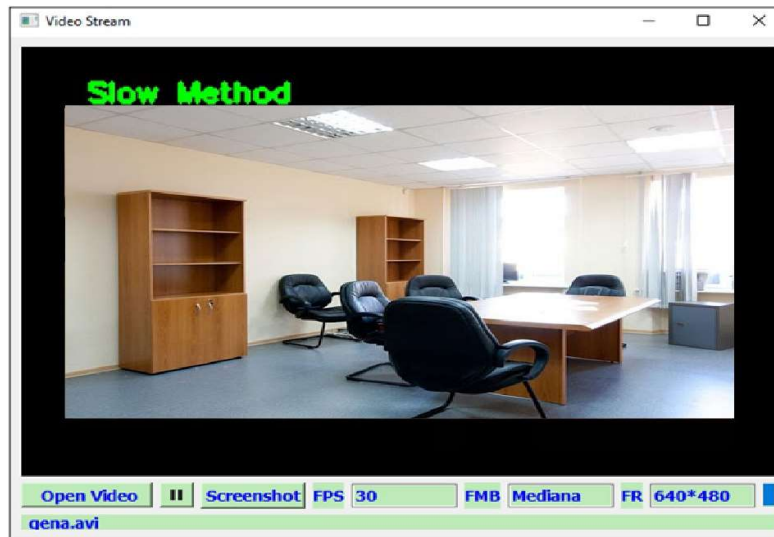 Video Stream
Slow Method
Open Video
Screenshot FPS 30 FMB Mediana FR 640*480
gena.avi